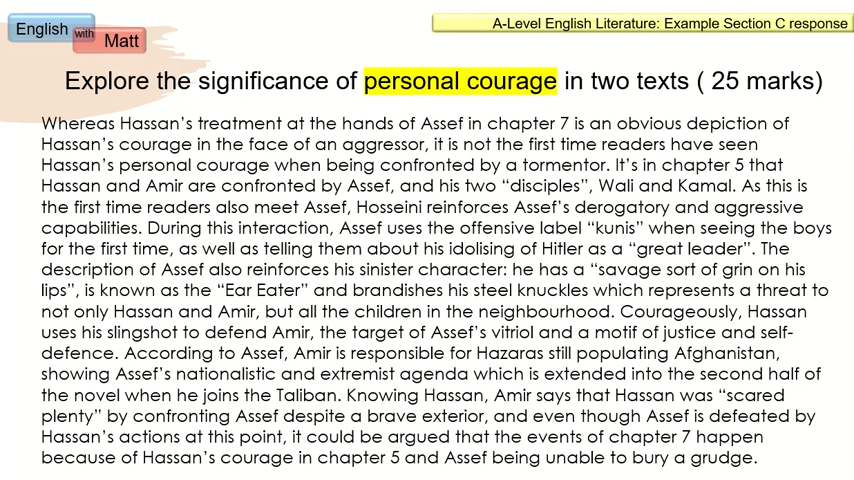 English
with
Matt
A-Level English Literature: Example Section C response
Explore the significance of personal courage in two texts ( 25 marks)
Whereas Hassan’s treatment at the hands of Assef in chapter 7 is an obvious depiction of
Hassan’s courage in the face of an aggressor, it is not the first time readers have seen
Hassan’s personal courage when being confronted by a tormentor. It’s in chapter 5 that
Hassan and Amir are confronted by Assef, and his two “disciples”, Wali and Kamal. As this is
the first time readers also meet Assef, Hosseini reinforces Assef’s derogatory and aggressive
capabilities. During this interaction, Assef uses the offensive label “kunis” when seeing the boys
for the first time, as well as telling them about his idolising of Hitler as a “great leader”. The
description of Assef also reinforces his sinister character: he has a “savage sort of grin on his
lips”, is known as the “Ear Eater” and brandishes his steel knuckles which represents a threat to
not only Hassan and Amir, but all the children in the neighbourhood. Courageously, Hassan
uses his slingshot to defend Amir, the target of Assef’s vitriol and a motif of justice and self-
defence. According to Assef, Amir is responsible for Hazaras still populating Afghanistan,
showing Assef’s nationalistic and extremist agenda which is extended into the second half of
the novel when he joins the Taliban. Knowing Hassan, Amir says that Hassan was “scared
plenty” by confronting Assef despite a brave exterior, and even though Assef is defeated by
Hassan’s actions at this point, it could be argued that the events of chapter 7 happen
because of Hassan’s courage in chapter 5 and Assef being unable to bury a grudge.